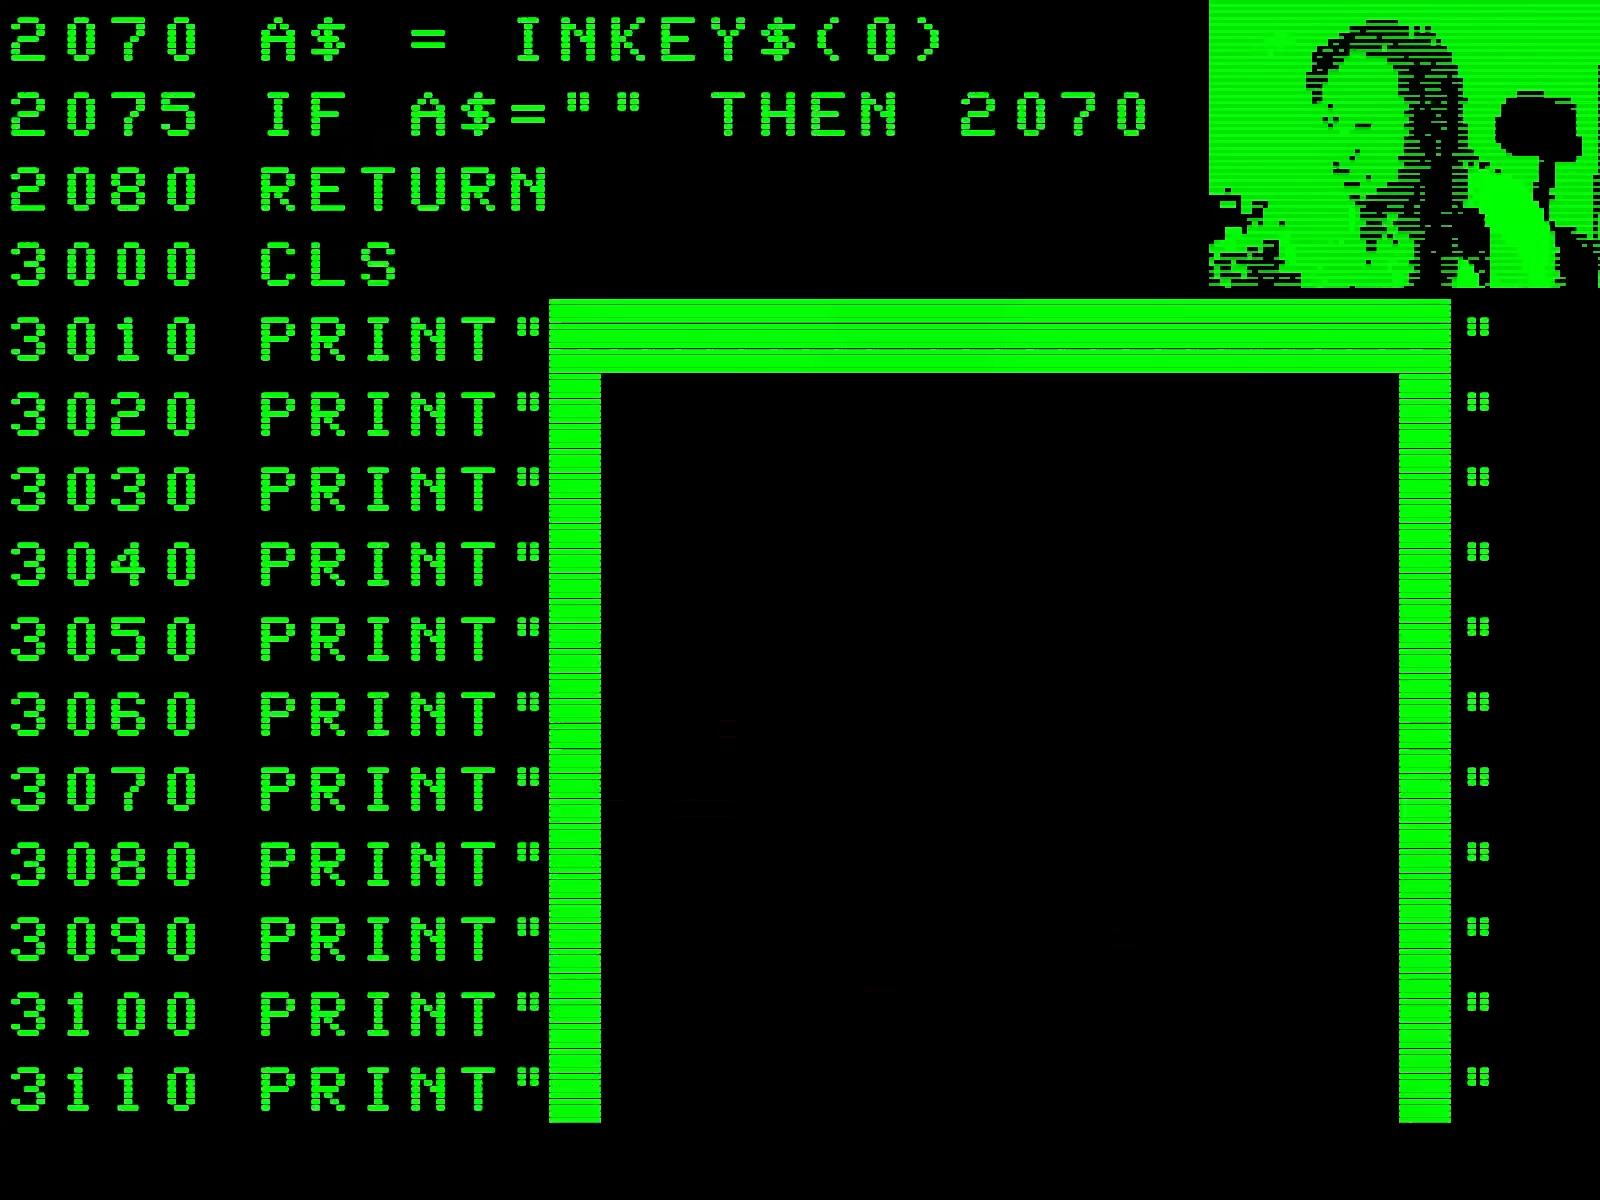 2070 A$ = INKEY$(0)
2075 IF A$="" THEN 2070
2080 RETURN
3000 CLS
3010 PRINT"██████████████████"
3020 PRINT"█                █"
3030 PRINT"█                █"
3040 PRINT"█                █"
3050 PRINT"█                █"
3060 PRINT"█                █"
3070 PRINT"█                █"
3080 PRINT"█                █"
3090 PRINT"█                █"
3100 PRINT"█                █"
3110 PRINT"█                █"